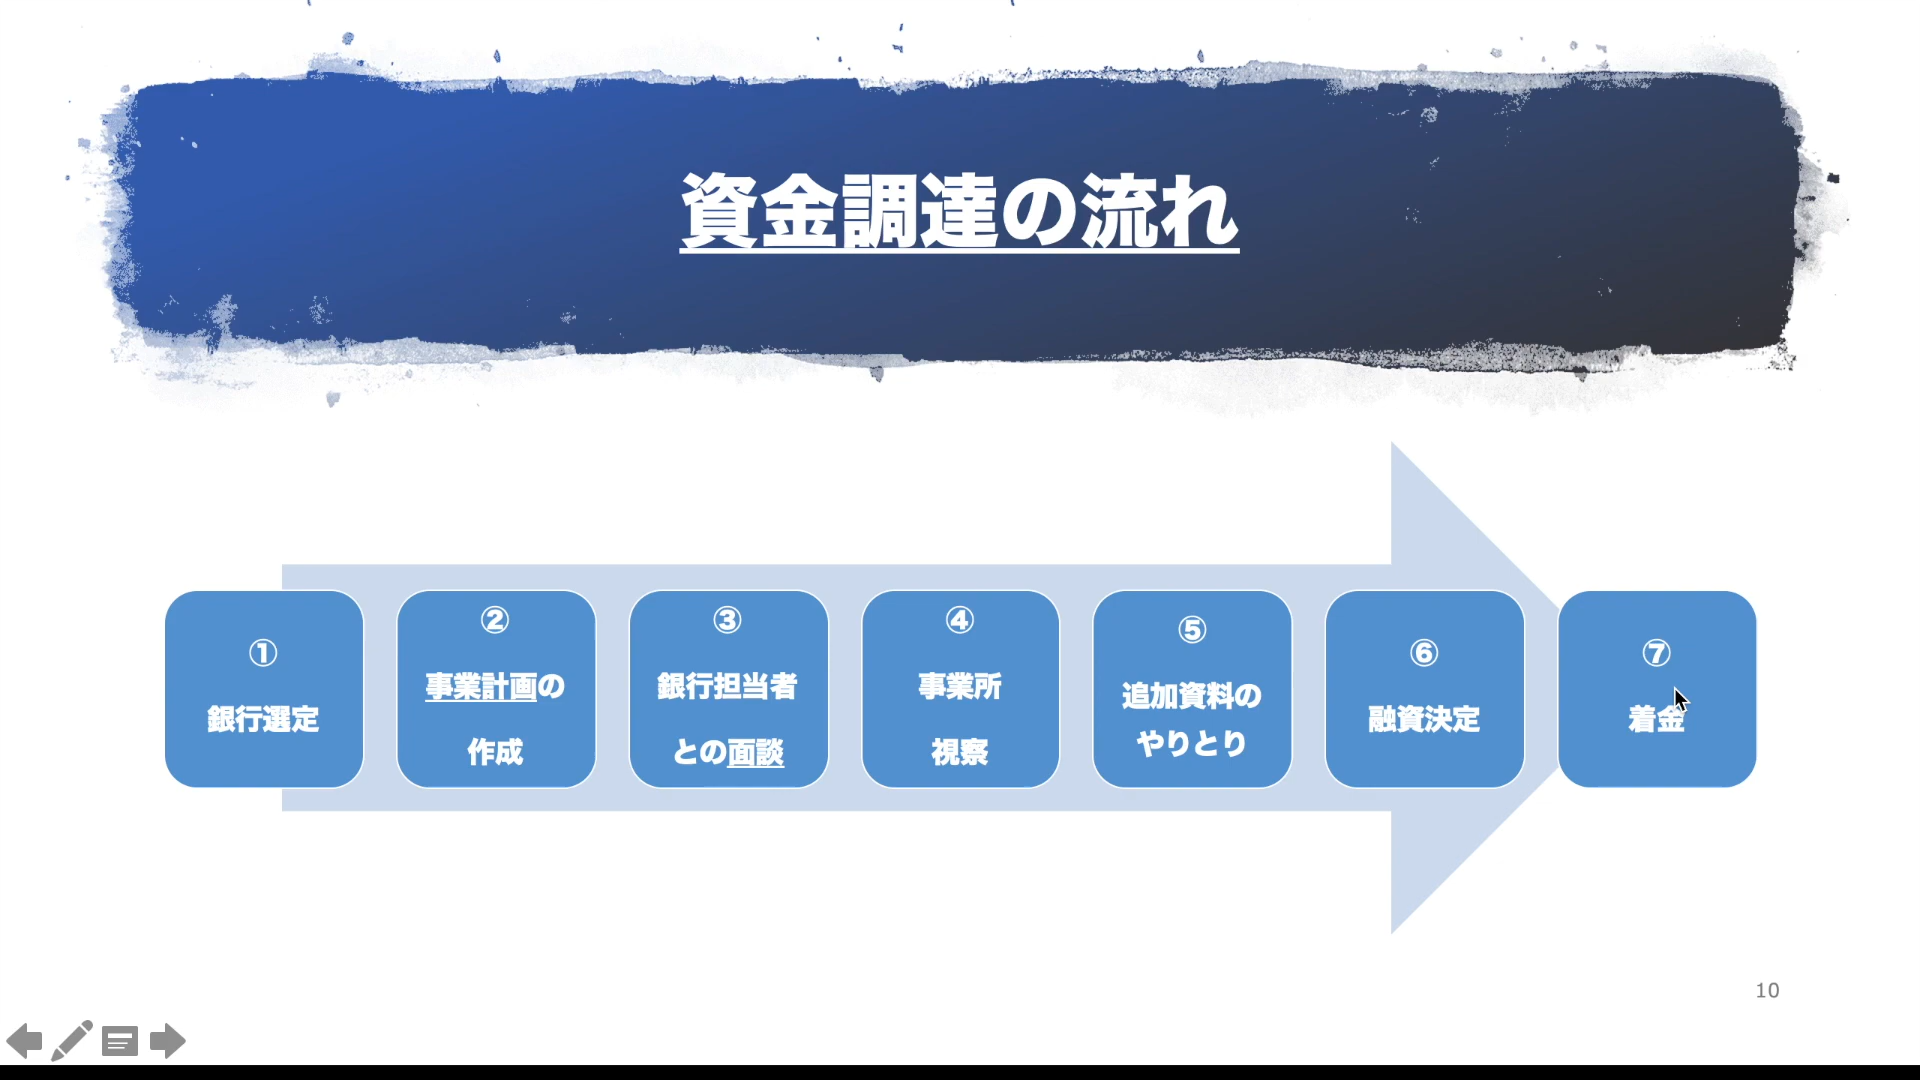 資金調達の流れ
①
銀行選定
②
事業計画の
作成
③
銀行担当者
との面談
④
事業所
視察
⑤
追加資料の
やりとり
⑥
融資決定
⑦
着金
10